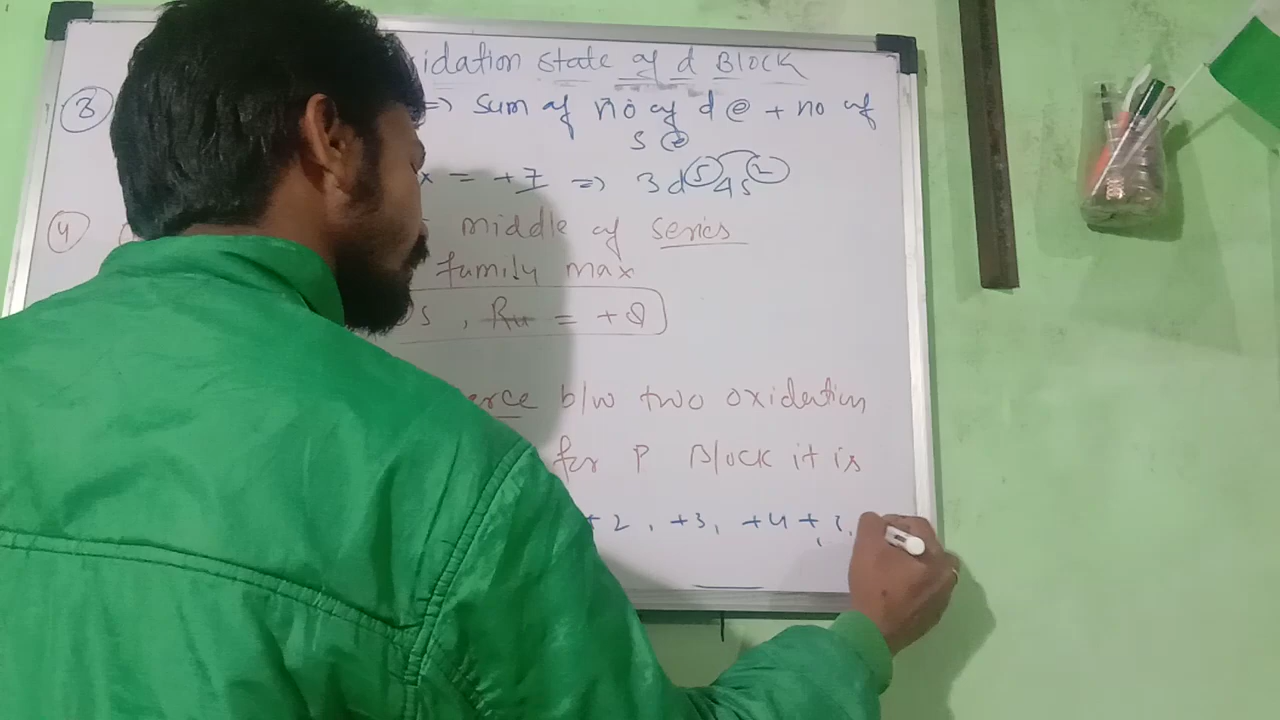 idation state of d BLOCK
③ => sum of no of d e + no of
s e
x = +7 => 3d5 4s2
④ middle of series
family max
s , Ru = +8
erce b/w two oxidation
for P Block it is
+2 , +3, +4 +